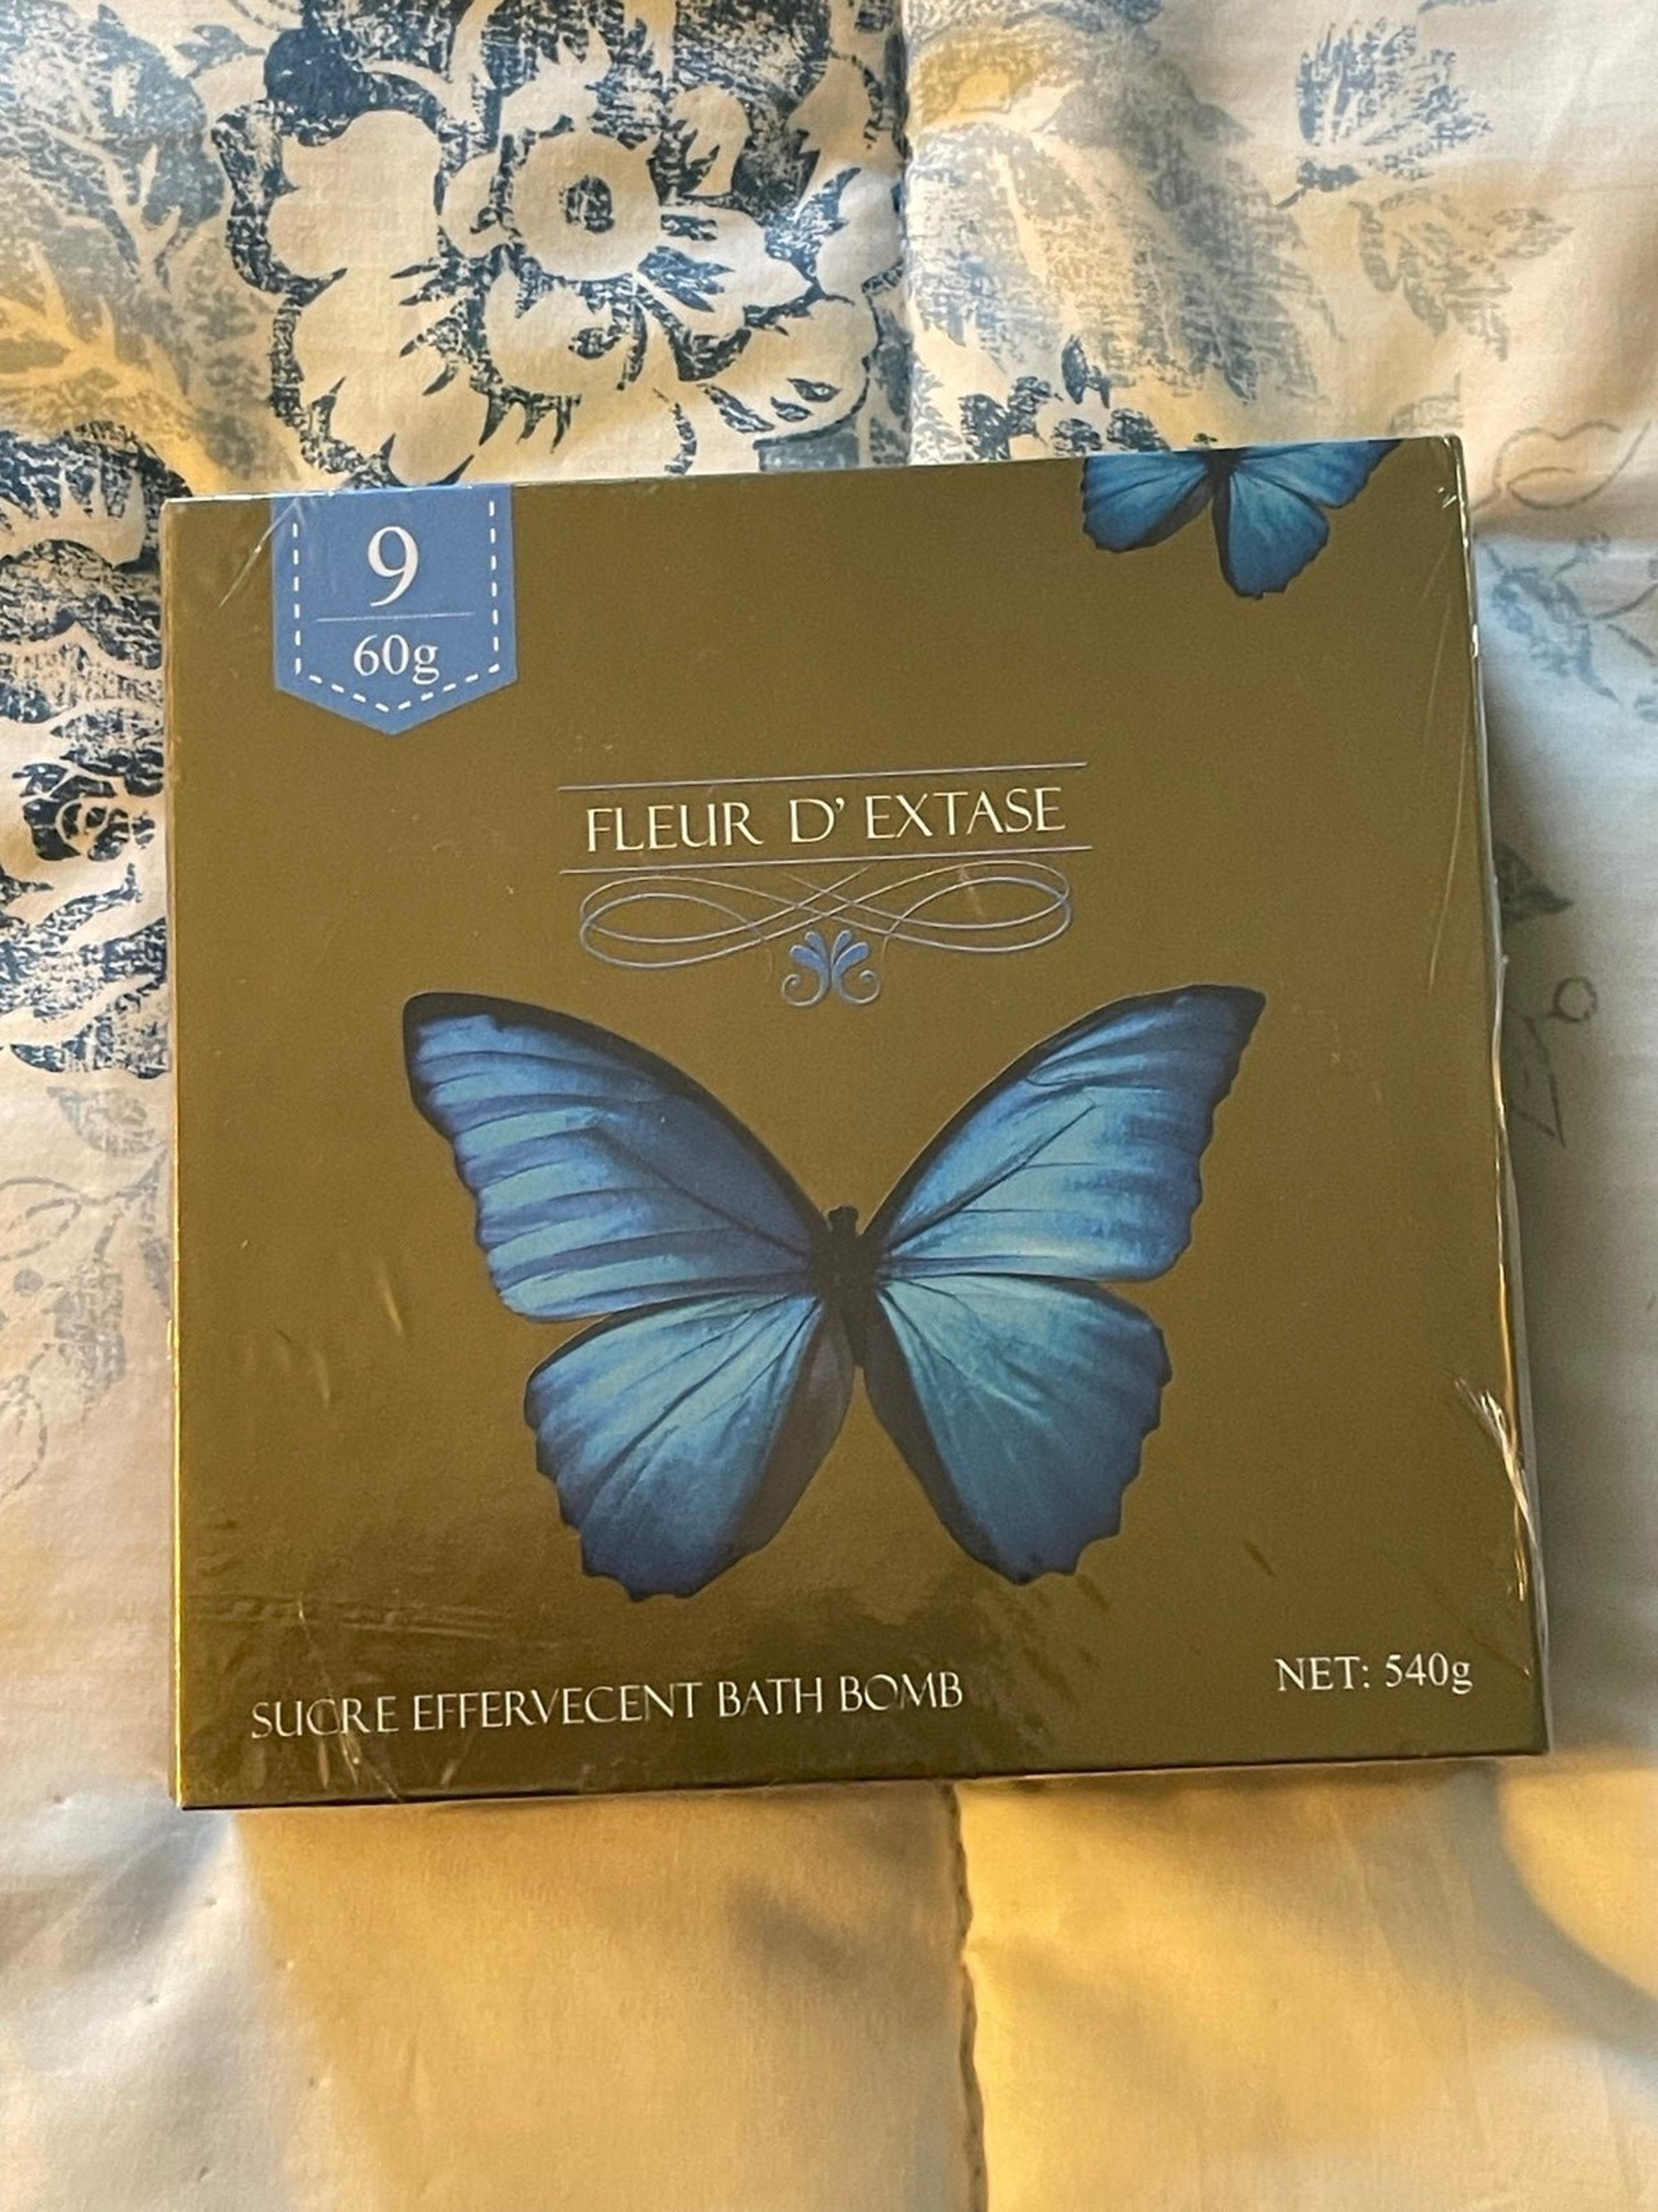 9
60g
FLEUR D' EXTASE
SUCRE EFFERVECENT BATH BOMB
NET: 540g